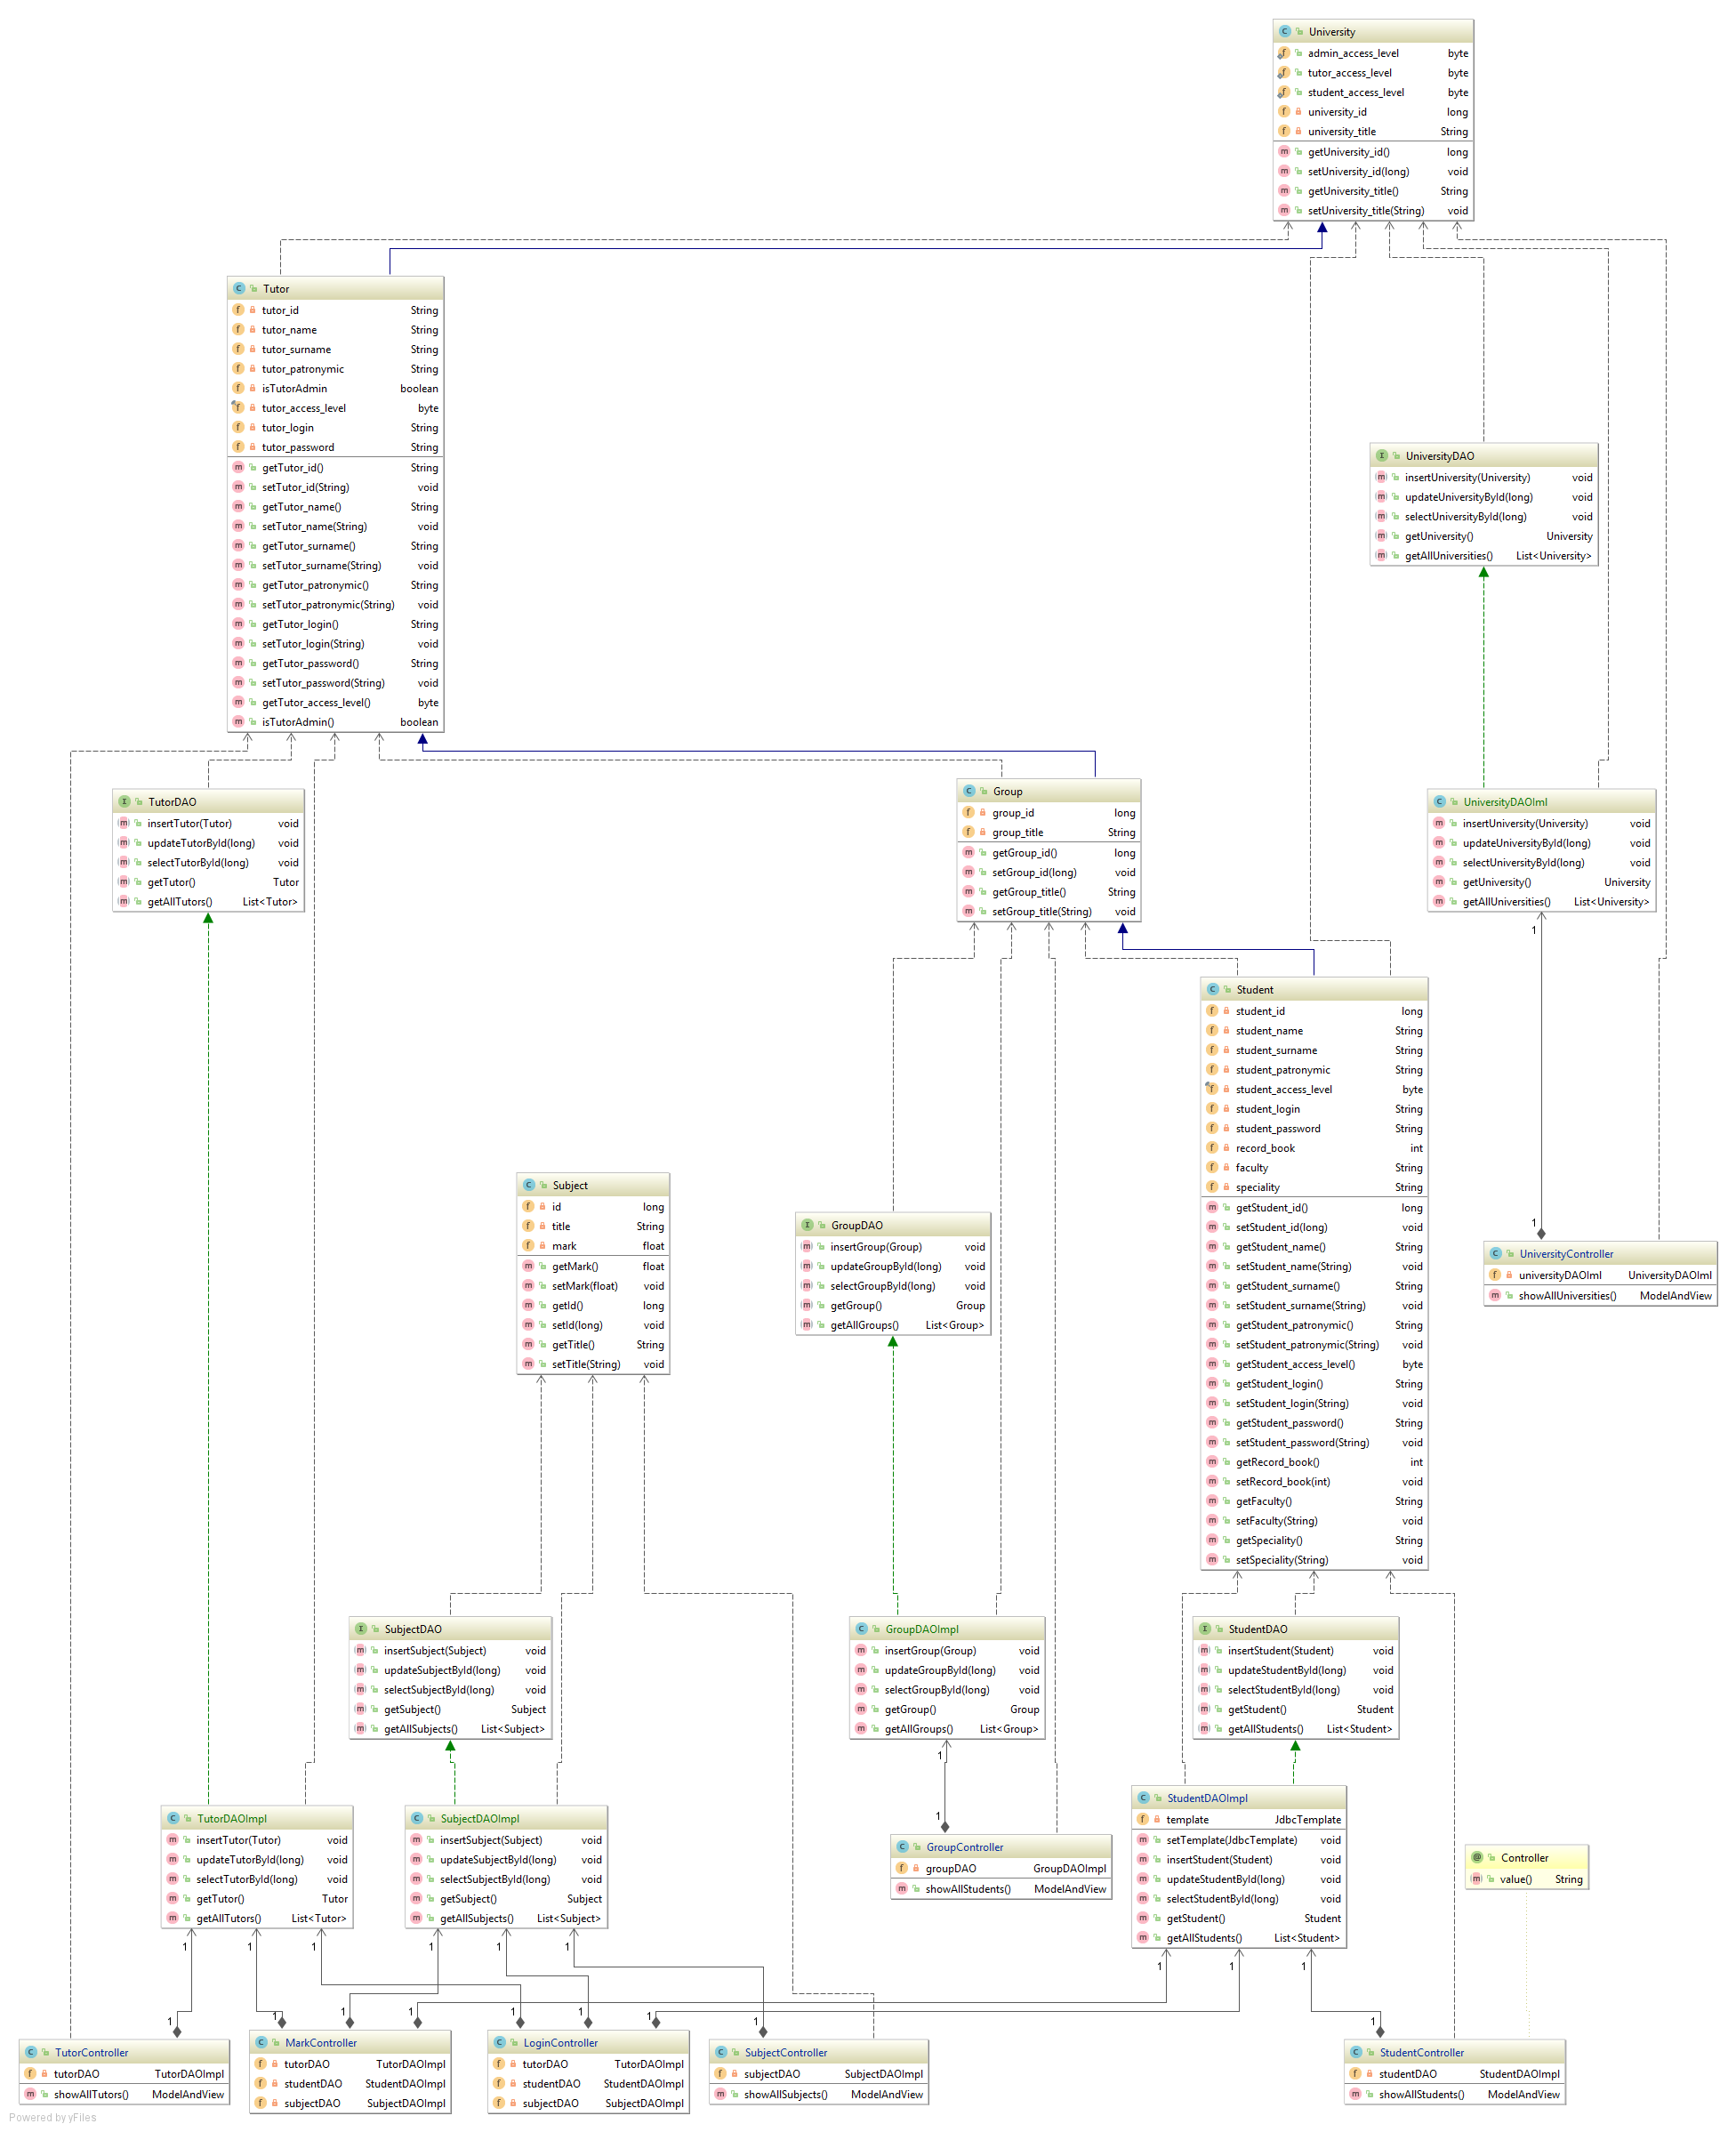 University
admin_access_level byte
tutor_access_level byte
student_access_level byte
university_id long
university_title String
getUniversity_id() long
setUniversity_id(long) void
getUniversity_title() String
setUniversity_title(String) void
Tutor
tutor_id String
tutor_name String
tutor_surname String
tutor_patronymic String
isTutorAdmin boolean
tutor_access_level byte
tutor_login String
tutor_password String
getTutor_id() String
setTutor_id(String) void
getTutor_name() String
setTutor_name(String) void
getTutor_surname() String
setTutor_surname(String) void
getTutor_patronymic() String
setTutor_patronymic(String) void
getTutor_login() String
setTutor_login(String) void
getTutor_password() String
setTutor_password(String) void
getTutor_access_level() byte
isTutorAdmin() boolean
UniversityDAO
insertUniversity(University) void
updateUniversityById(long) void
selectUniversityById(long) void
getUniversity() University
getAllUniversities() List<University>
TutorDAO
insertTutor(Tutor) void
updateTutorById(long) void
selectTutorById(long) void
getTutor() Tutor
getAllTutors() List<Tutor>
Group
group_id long
group_title String
getGroup_id() long
setGroup_id(long) void
getGroup_title() String
setGroup_title(String) void
UniversityDAOIml
insertUniversity(University) void
updateUniversityById(long) void
selectUniversityById(long) void
getUniversity() University
getAllUniversities() List<University>
1
Student
student_id long
student_name String
student_surname String
student_patronymic String
student_access_level byte
student_login String
student_password String
record_book int
faculty String
speciality String
getStudent_id() long
setStudent_id(long) void
getStudent_name() String
setStudent_name(String) void
getStudent_surname() String
setStudent_surname(String) void
getStudent_patronymic() String
setStudent_patronymic(String) void
getStudent_access_level() byte
getStudent_login() String
setStudent_login(String) void
getStudent_password() String
setStudent_password(String) void
getRecord_book() int
setRecord_book(int) void
getFaculty() String
setFaculty(String) void
getSpeciality() String
setSpeciality(String) void
Subject
id long
title String
mark float
getMark() float
setMark(float) void
getId() long
setId(long) void
getTitle() String
setTitle(String) void
GroupDAO
insertGroup(Group) void
updateGroupById(long) void
selectGroupById(long) void
getGroup() Group
getAllGroups() List<Group>
1
UniversityController
universityDAOIml UniversityDAOIml
showAllUniversities() ModelAndView
SubjectDAO
insertSubject(Subject) void
updateSubjectById(long) void
selectSubjectById(long) void
getSubject() Subject
getAllSubjects() List<Subject>
GroupDAOImpl
insertGroup(Group) void
updateGroupById(long) void
selectGroupById(long) void
getGroup() Group
getAllGroups() List<Group>
1
StudentDAO
insertStudent(Student) void
updateStudentById(long) void
selectStudentById(long) void
getStudent() Student
getAllStudents() List<Student>
TutorDAOImpl
insertTutor(Tutor) void
updateTutorById(long) void
selectTutorById(long) void
getTutor() Tutor
getAllTutors() List<Tutor>
1 1 1
SubjectDAOImpl
insertSubject(Subject) void
updateSubjectById(long) void
selectSubjectById(long) void
getSubject() Subject
getAllSubjects() List<Subject>
1 1 1
1
GroupController
groupDAO GroupDAOImpl
showAllStudents() ModelAndView
StudentDAOImpl
template JdbcTemplate
setTemplate(JdbcTemplate) void
insertStudent(Student) void
updateStudentById(long) void
selectStudentById(long) void
getStudent() Student
getAllStudents() List<Student>
1 1 1
Controller
value() String
1
TutorController
tutorDAO TutorDAOImpl
showAllTutors() ModelAndView
1 1 1
MarkController
tutorDAO TutorDAOImpl
studentDAO StudentDAOImpl
subjectDAO SubjectDAOImpl
1 1 1
LoginController
tutorDAO TutorDAOImpl
studentDAO StudentDAOImpl
subjectDAO SubjectDAOImpl
1
SubjectController
subjectDAO SubjectDAOImpl
showAllSubjects() ModelAndView
1
StudentController
studentDAO StudentDAOImpl
showAllStudents() ModelAndView
Powered by yFiles